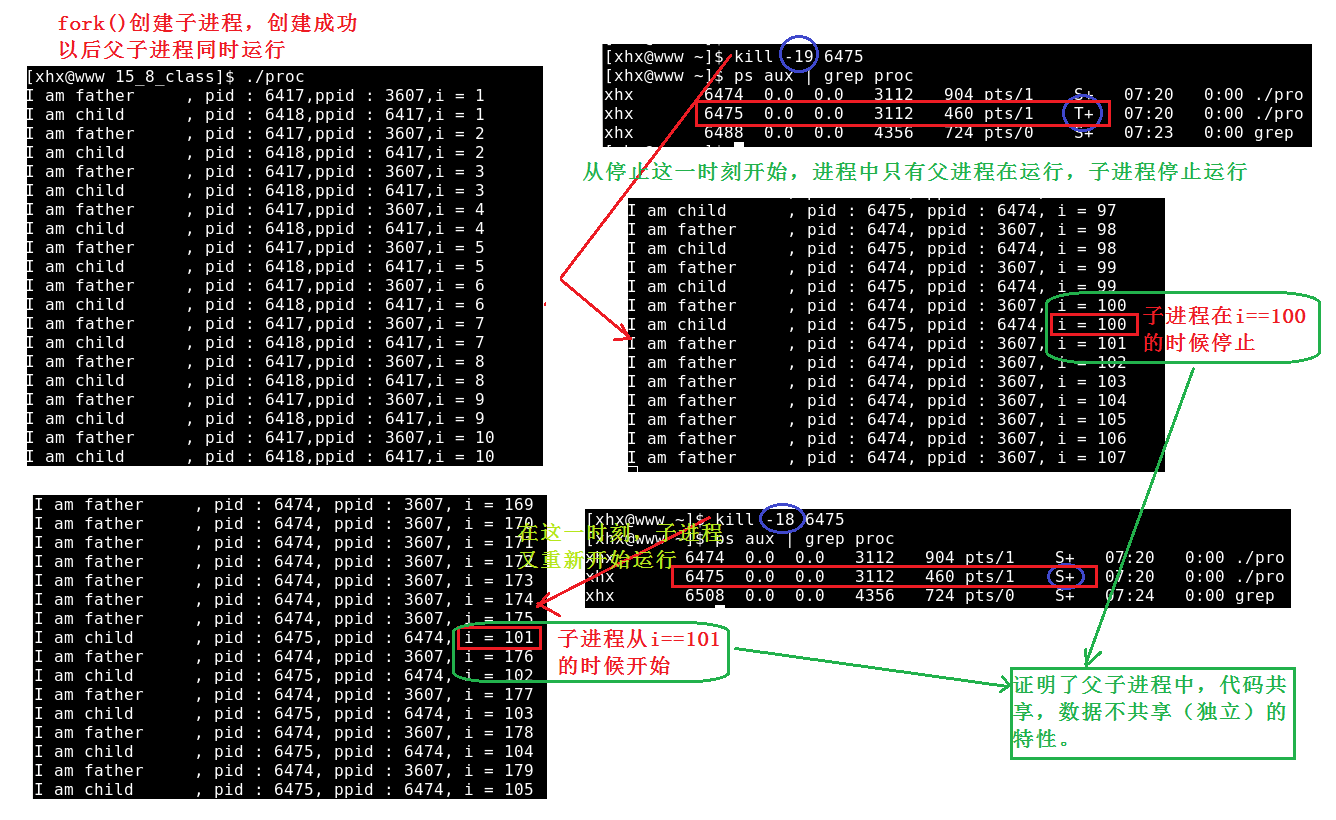 fork()创建子进程，创建成功
以后父子进程同时运行
[xhx@www 15_8_class]$ ./proc
I am father , pid : 6417,ppid : 3607,i = 1
I am child , pid : 6418,ppid : 6417,i = 1
I am father , pid : 6417,ppid : 3607,i = 2
I am child , pid : 6418,ppid : 6417,i = 2
I am father , pid : 6417,ppid : 3607,i = 3
I am child , pid : 6418,ppid : 6417,i = 3
I am father , pid : 6417,ppid : 3607,i = 4
I am child , pid : 6418,ppid : 6417,i = 4
I am father , pid : 6417,ppid : 3607,i = 5
I am child , pid : 6418,ppid : 6417,i = 5
I am father , pid : 6417,ppid : 3607,i = 6
I am child , pid : 6418,ppid : 6417,i = 6
I am father , pid : 6417,ppid : 3607,i = 7
I am child , pid : 6418,ppid : 6417,i = 7
I am father , pid : 6417,ppid : 3607,i = 8
I am child , pid : 6418,ppid : 6417,i = 8
I am father , pid : 6417,ppid : 3607,i = 9
I am child , pid : 6418,ppid : 6417,i = 9
I am father , pid : 6417,ppid : 3607,i = 10
I am child , pid : 6418,ppid : 6417,i = 10
[xhx@www ~]$ kill -19 6475
[xhx@www ~]$ ps aux | grep proc
xhx 6474 0.0 0.0 3112 904 pts/1 S+ 07:20 0:00 ./pro
xhx 6475 0.0 0.0 3112 460 pts/1 T+ 07:20 0:00 ./pro
xhx 6488 0.0 0.0 4356 724 pts/0 S+ 07:23 0:00 grep
从停止这一时刻开始，进程中只有父进程在运行，子进程停止运行
I am child , pid : 6475, ppid : 6474, i = 97
I am father , pid : 6474, ppid : 3607, i = 98
I am child , pid : 6475, ppid : 6474, i = 98
I am father , pid : 6474, ppid : 3607, i = 99
I am child , pid : 6475, ppid : 6474, i = 99
I am father , pid : 6474, ppid : 3607, i = 100
I am child , pid : 6475, ppid : 6474, i = 100
I am father , pid : 6474, ppid : 3607, i = 101
I am father , pid : 6474, ppid : 3607, i = 102
I am father , pid : 6474, ppid : 3607, i = 103
I am father , pid : 6474, ppid : 3607, i = 104
I am father , pid : 6474, ppid : 3607, i = 105
I am father , pid : 6474, ppid : 3607, i = 106
I am father , pid : 6474, ppid : 3607, i = 107
子进程在i==100
的时候停止
I am father , pid : 6474, ppid : 3607, i = 169
I am father , pid : 6474, ppid : 3607, i = 170
I am father , pid : 6474, ppid : 3607, i = 171
I am father , pid : 6474, ppid : 3607, i = 172
I am father , pid : 6474, ppid : 3607, i = 173
I am father , pid : 6474, ppid : 3607, i = 174
I am father , pid : 6474, ppid : 3607, i = 175
I am child , pid : 6475, ppid : 6474, i = 101
I am father , pid : 6474, ppid : 3607, i = 176
I am child , pid : 6475, ppid : 6474, i = 102
I am father , pid : 6474, ppid : 3607, i = 177
I am child , pid : 6475, ppid : 6474, i = 103
I am father , pid : 6474, ppid : 3607, i = 178
I am child , pid : 6475, ppid : 6474, i = 104
I am father , pid : 6474, ppid : 3607, i = 179
I am child , pid : 6475, ppid : 6474, i = 105
在这一时刻，子进程
又重新开始运行
[xhx@www ~]$ kill -18 6475
[xhx@www ~]$ ps aux | grep proc
xhx 6474 0.0 0.0 3112 904 pts/1 S+ 07:20 0:00 ./pro
xhx 6475 0.0 0.0 3112 460 pts/1 S+ 07:20 0:00 ./pro
xhx 6508 0.0 0.0 4356 724 pts/0 S+ 07:24 0:00 grep
子进程从i==101
的时候开始
证明了父子进程中，代码共
享，数据不共享（独立）的
特性。